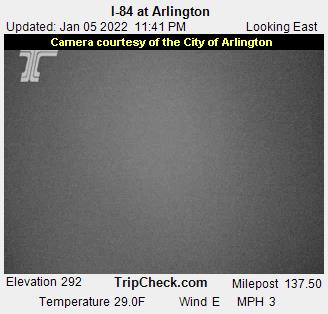 I-84 at Arlington
Updated: Jan 05 2022 11:41 PM Looking East
Camera courtesy of the City of Arlington
Elevation 292 TripCheck.com Milepost 137.50
Temperature 29.0F Wind E MPH 3